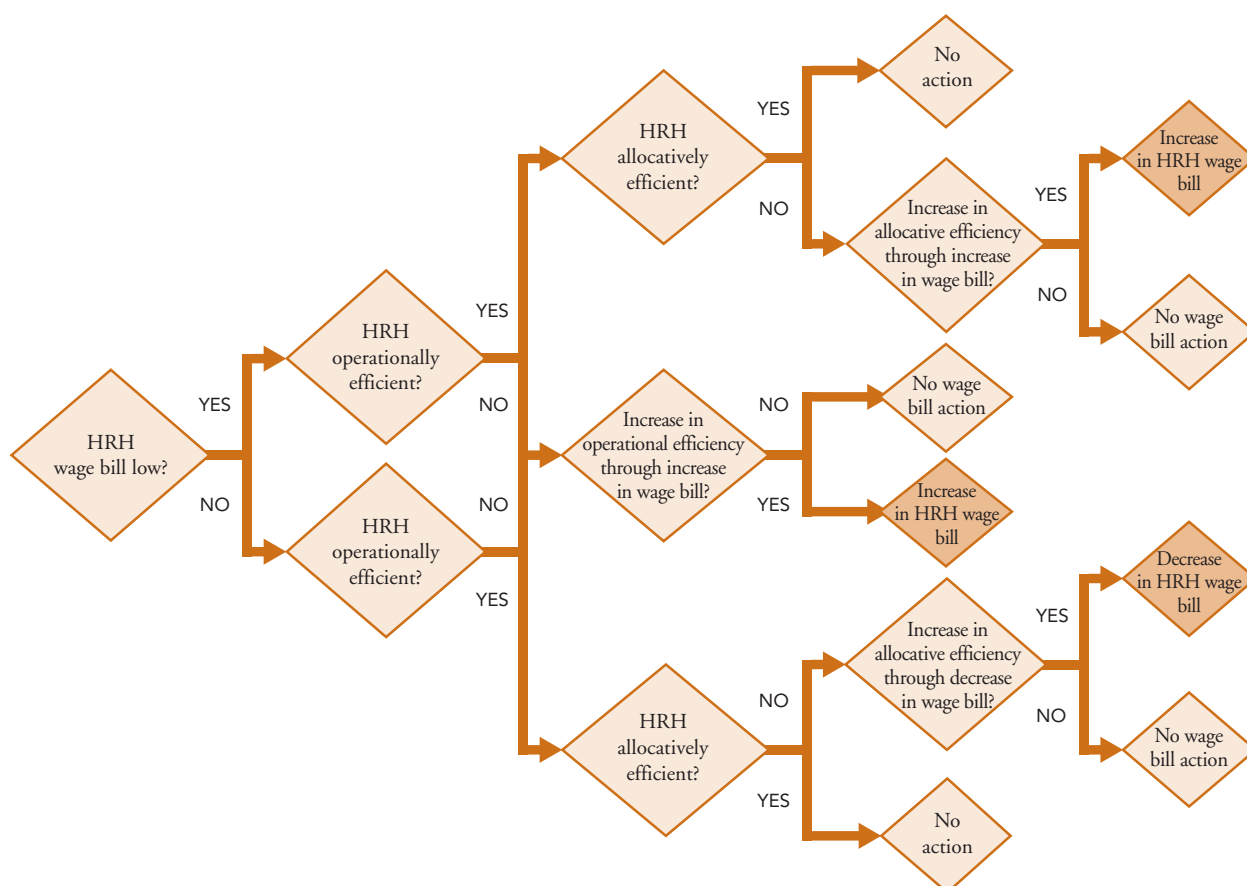 HRH
wage bill low?
YES
NO
HRH
operationally
efficient?
YES
NO
HRH
operationally
efficient?
NO
YES
HRH
allocatively
efficient?
YES
NO
No
action
Increase in
allocative efficiency
through increase
in wage bill?
YES
NO
Increase
in HRH wage
bill
No wage
bill action
Increase in
operational efficiency
through increase
in wage bill?
NO
YES
No wage
bill action
Increase
in HRH wage
bill
HRH
allocatively
efficient?
NO
YES
Increase in
allocative efficiency
through decrease
in wage bill?
YES
NO
Decrease
in HRH wage
bill
No wage
bill action
No
action